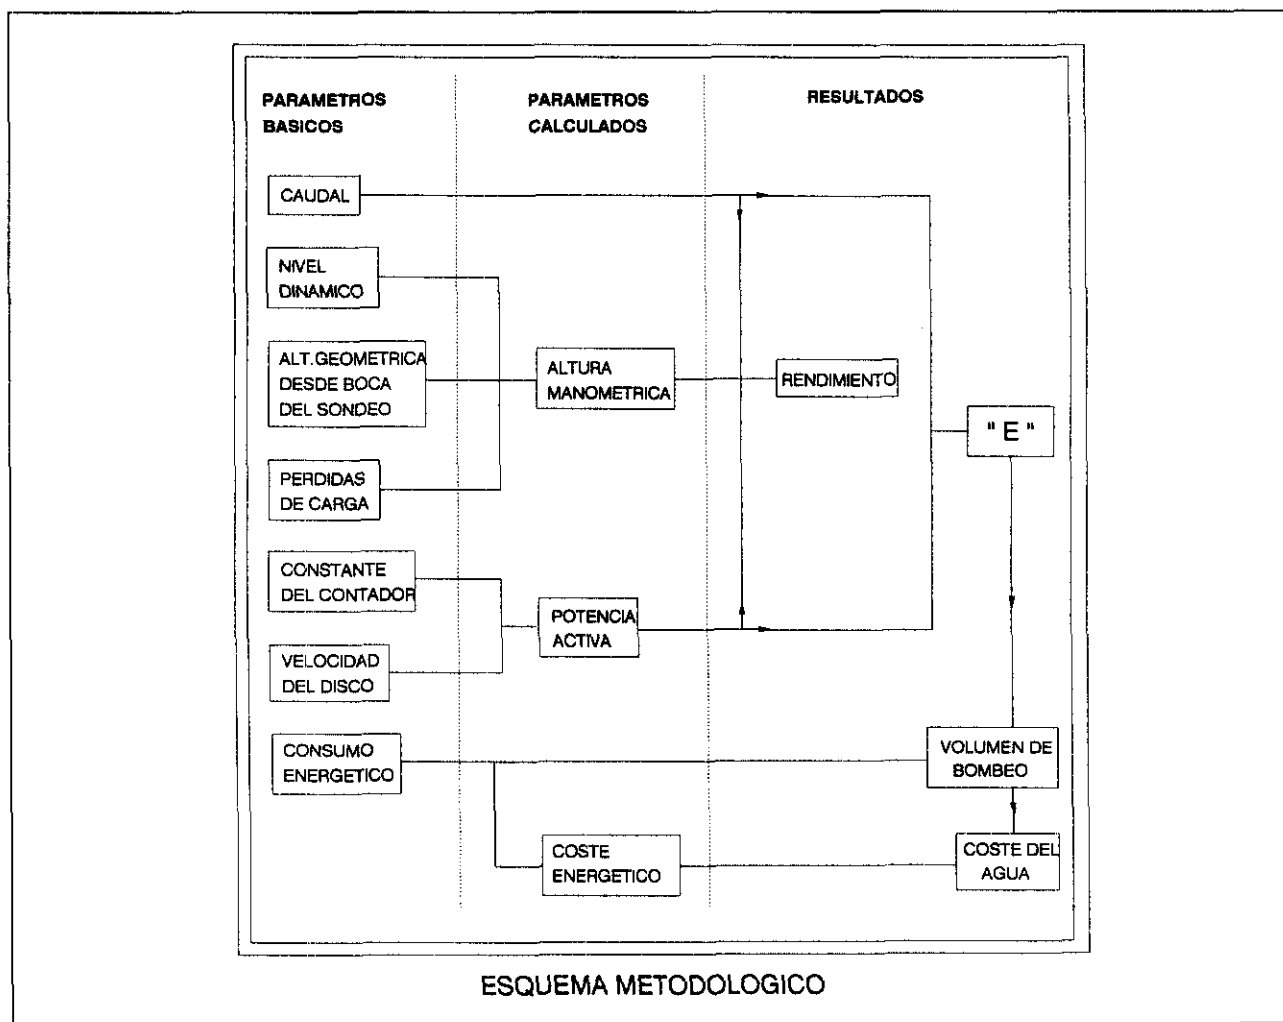 PARAMETROS
BASICOS
PARAMETROS
CALCULADOS
RESULTADOS
CAUDAL
NIVEL
DINAMICO
ALT.GEOMETRICA
DESDE BOCA
DEL SONDEO
ALTURA
MANOMETRICA
RENDIMIENTO
" E "
PERDIDAS
DE CARGA
CONSTANTE
DEL CONTADOR
POTENCIA
ACTIVA
VELOCIDAD
DEL DISCO
CONSUMO
ENERGETICO
VOLUMEN DE
BOMBEO
COSTE
ENERGETICO
COSTE DEL
AGUA
ESQUEMA METODOLOGICO